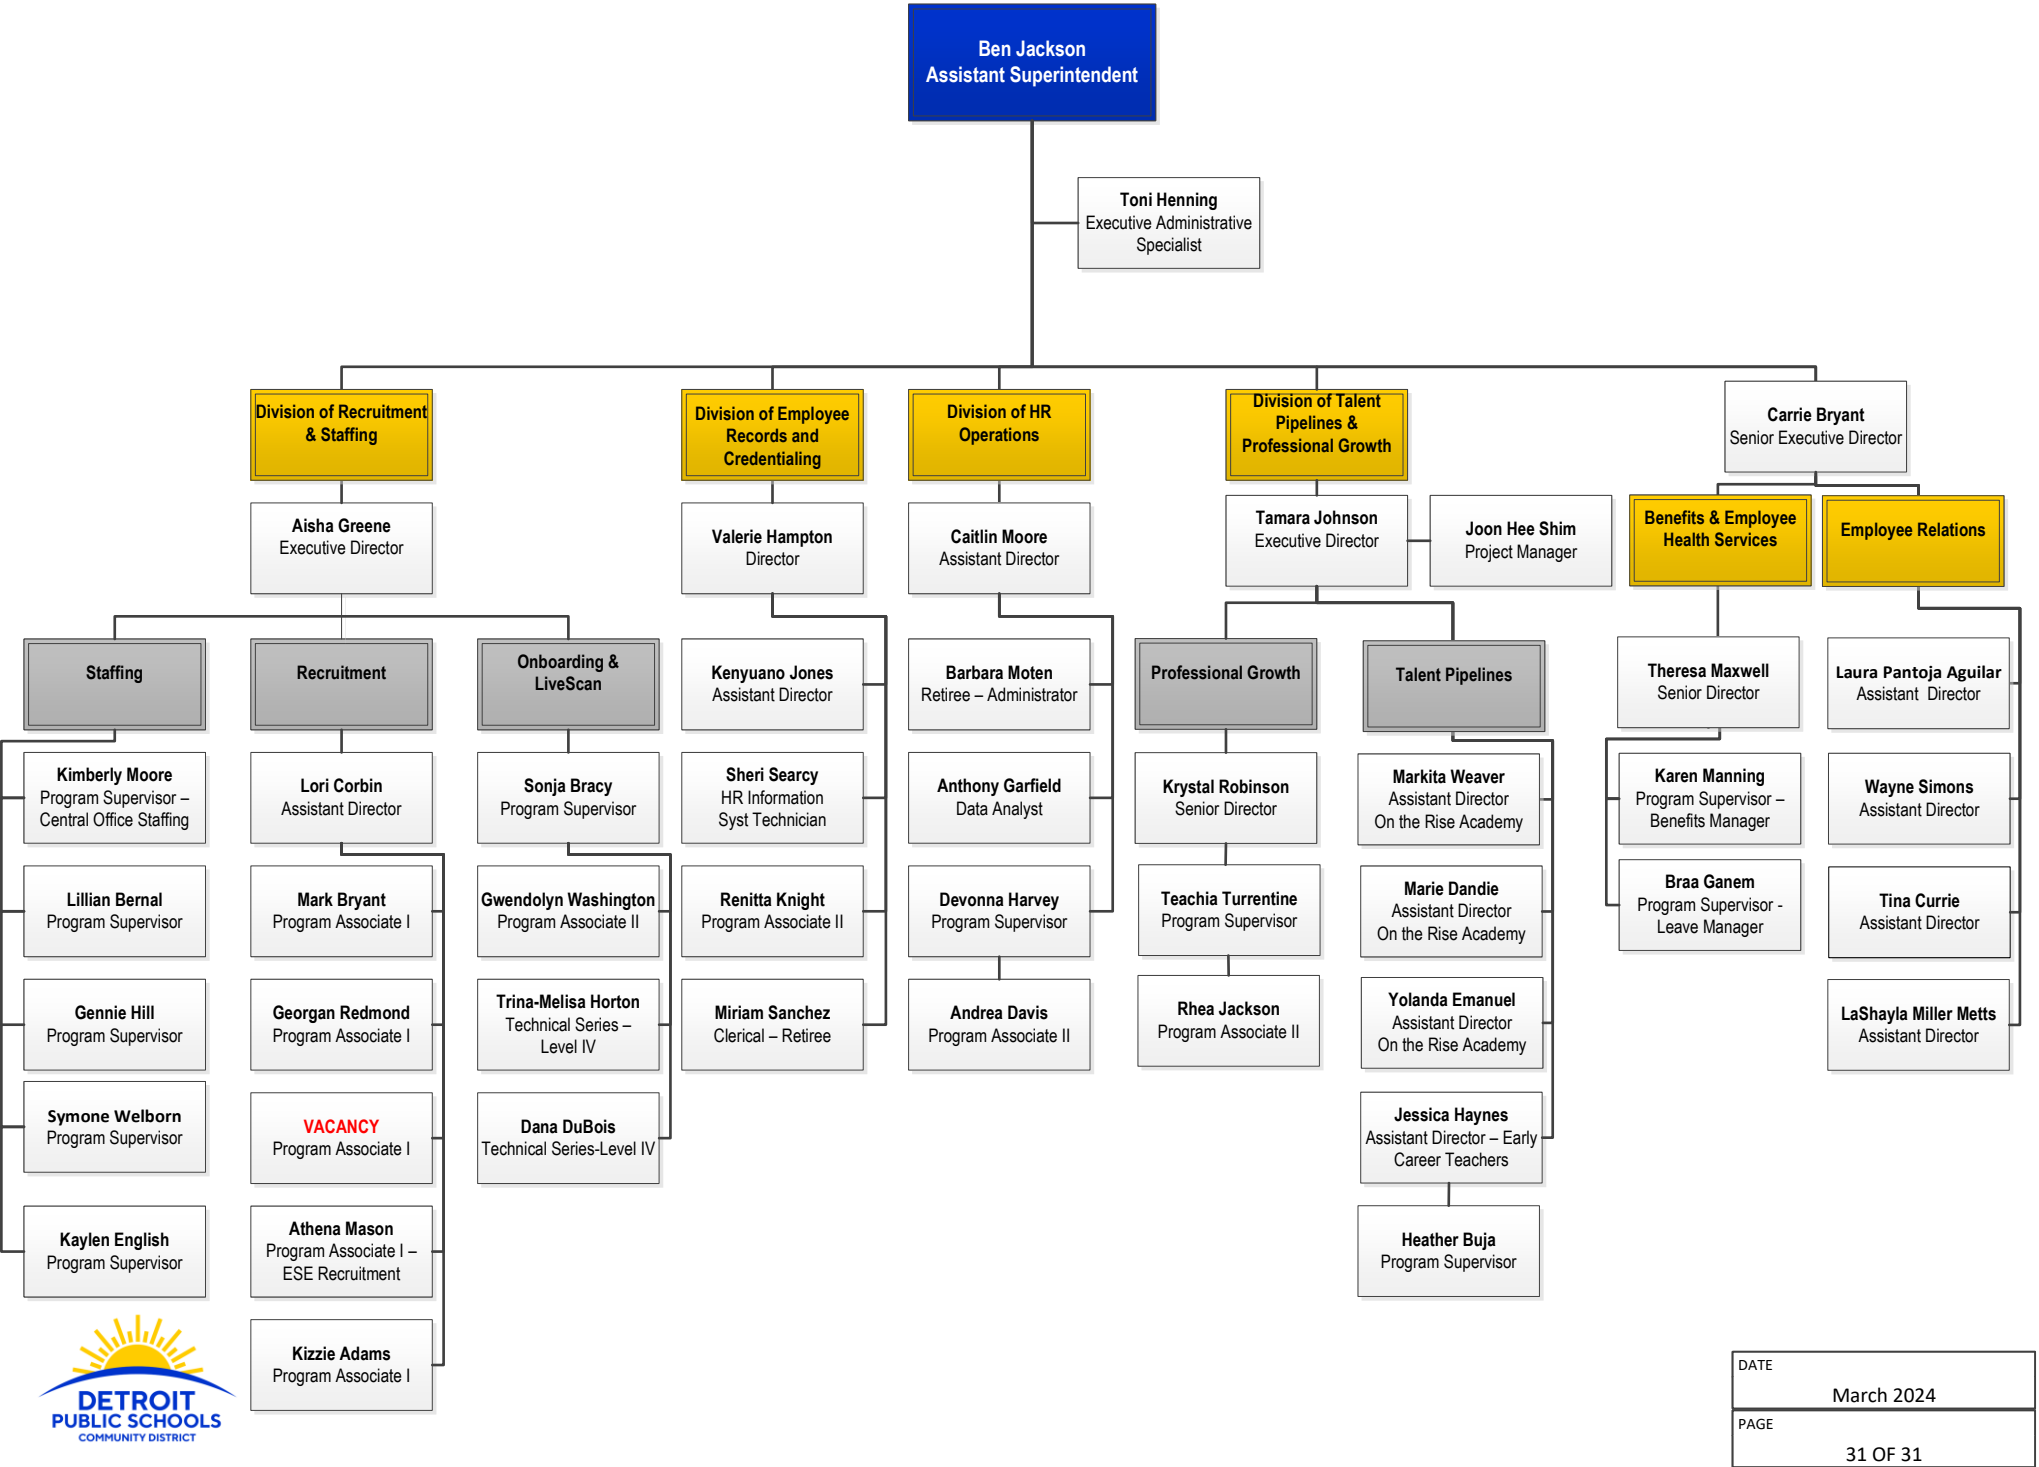 Ben Jackson
Assistant Superintendent
Toni Henning
Executive Administrative
Specialist
Division of Recruitment
& Staffing
Division of Employee
Records and
Credentialing
Division of HR
Operations
Division of Talent
Pipelines &
Professional Growth
Carrie Bryant
Senior Executive Director
Aisha Greene
Executive Director
Valerie Hampton
Director
Caitlin Moore
Assistant Director
Tamara Johnson
Executive Director
Joon Hee Shim
Project Manager
Benefits & Employee
Health Services
Employee Relations
Staffing
Recruitment
Onboarding &
LiveScan
Kenyuano Jones
Assistant Director
Barbara Moten
Retiree – Administrator
Professional Growth
Talent Pipelines
Theresa Maxwell
Senior Director
Laura Pantoja Aguilar
Assistant  Director
Kimberly Moore
Program Supervisor –
Central Office Staffing
Lori Corbin
Assistant Director
Sonja Bracy
Program Supervisor
Sheri Searcy
HR Information
Syst Technician
Anthony Garfield
Data Analyst
Krystal Robinson
Senior Director
Markita Weaver
Assistant Director
On the Rise Academy
Karen Manning
Program Supervisor –
Benefits Manager
Wayne Simons
Assistant Director
Lillian Bernal
Program Supervisor
Mark Bryant
Program Associate I
Gwendolyn Washington
Program Associate II
Renitta Knight
Program Associate II
Devonna Harvey
Program Supervisor
Teachia Turrentine
Program Supervisor
Marie Dandie
Assistant Director
On the Rise Academy
Braa Ganem
Program Supervisor -
Leave Manager
Tina Currie
Assistant Director
Gennie Hill
Program Supervisor
Georgan Redmond
Program Associate I
Trina-Melisa Horton
Technical Series –
Level IV
Miriam Sanchez
Clerical – Retiree
Andrea Davis
Program Associate II
Rhea Jackson
Program Associate II
Yolanda Emanuel
Assistant Director
On the Rise Academy
LaShayla Miller Metts
Assistant Director
Symone Welborn
Program Supervisor
VACANCY
Program Associate I
Dana DuBois
Technical Series-Level IV
Jessica Haynes
Assistant Director – Early
Career Teachers
Kaylen English
Program Supervisor
Athena Mason
Program Associate I –
ESE Recruitment
Heather Buja
Program Supervisor
Kizzie Adams
Program Associate I
DETROIT
PUBLIC SCHOOLS
COMMUNITY DISTRICT
DATE
March 2024
PAGE
31 OF 31